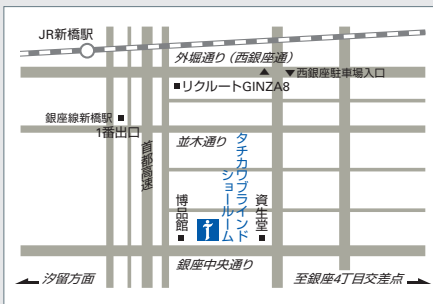 JR新橋駅
外堀通り（西銀座通）
西銀座駐車場入口
リクルートGINZA8
銀座線新橋駅
1番出口
首都高速
並木通り
タチカワブラインド
ショールーム
博品館
資生堂
銀座中央通り
汐留方面
至銀座4丁目交差点